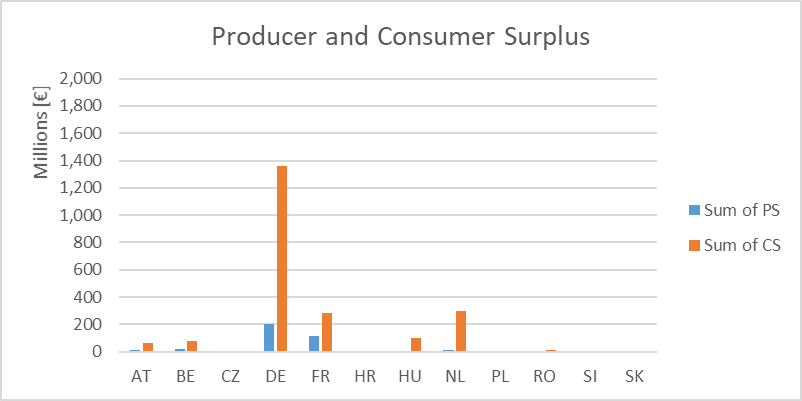 Producer and Consumer Surplus
Millions [€]
2,000
1,800
1,600
1,400
1,200
1,000
800
600
400
200
0
AT BE CZ DE FR HR HU NL PL RO SI SK
Sum of PS
Sum of CS